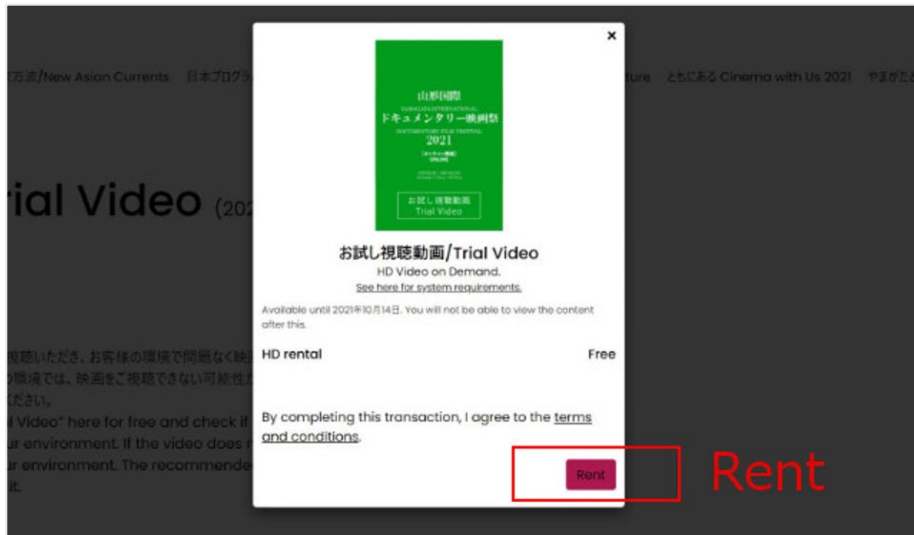 ×
方波/New Asian Currents 日本プログラ
ture ともにある Cinema with Us 2021 やまがたと
山形国際
YAMAGATA INTERNATIONAL
ドキュメンタリー映画祭
DOCUMENTARY FILM FESTIVAL
2021
ONLINE
お試し視聴動画
Trial Video
rial Video (202
お試し視聴動画/Trial Video
HD Video on Demand.
See here for system requirements.
Available until 2021年10月14日. You will not be able to view the content
after this.
HD rental Free
視聴いただき、お客様の環境で問題なく映
の環境では、映画をご視聴できない可能性が
ください。
l Video" here for free and check if
ur environment. If the video does
ur environment. The recommende
it.
By completing this transaction, I agree to the terms
and conditions.
Rent
Rent